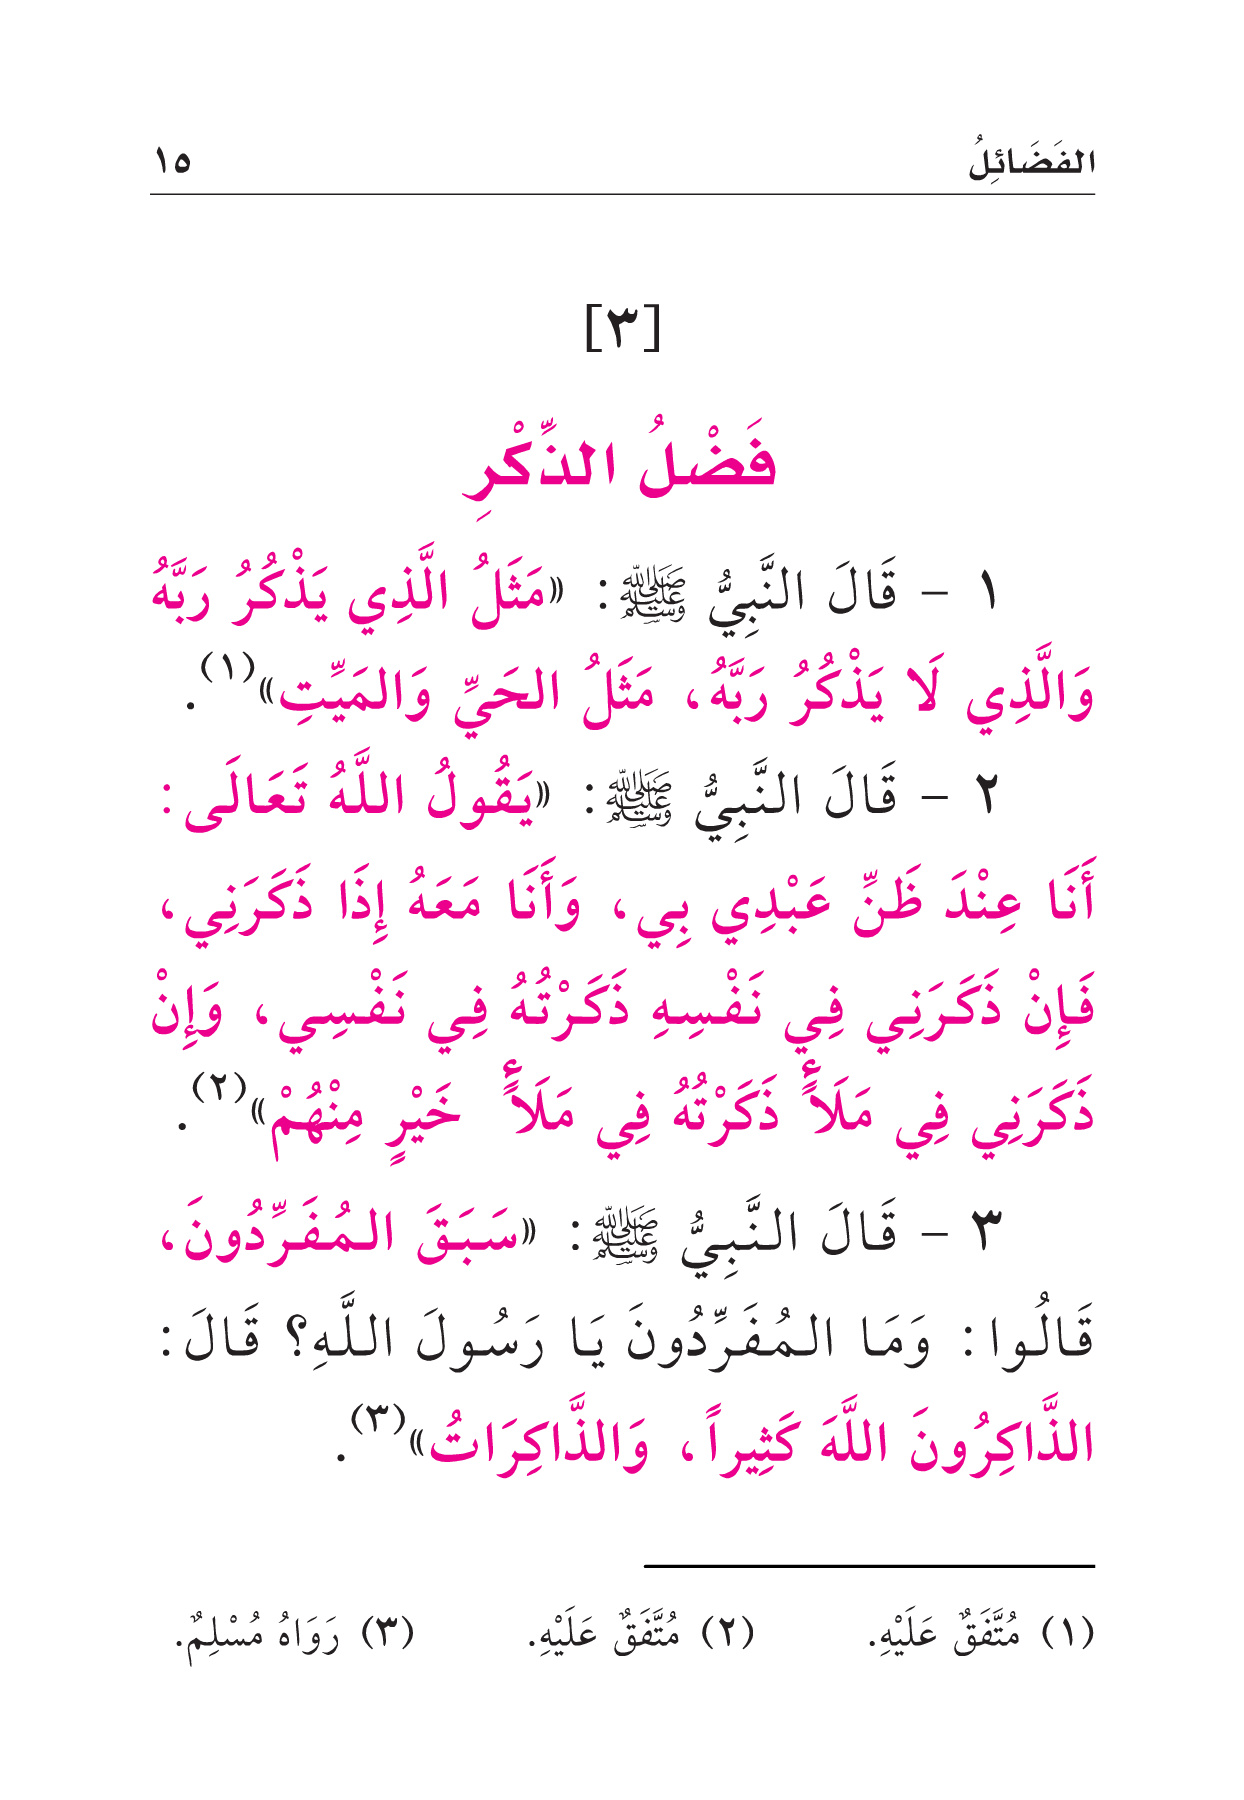 الفَضَائِلُ ١٥
[٣]
فَضْلُ الذِّكْرِ
١ - قَالَ النَّبِيُّ ﷺ: «مَثَلُ الَّذِي يَذْكُرُ رَبَّهُ
وَالَّذِي لَا يَذْكُرُ رَبَّهُ، مَثَلُ الحَيِّ وَالمَيِّتِ»(١).
٢ - قَالَ النَّبِيُّ ﷺ: «يَقُولُ اللَّهُ تَعَالَى:
أَنَا عِنْدَ ظَنِّ عَبْدِي بِي، وَأَنَا مَعَهُ إِذَا ذَكَرَنِي،
فَإِنْ ذَكَرَنِي فِي نَفْسِهِ ذَكَرْتُهُ فِي نَفْسِي، وَإِنْ
ذَكَرَنِي فِي مَلَأٍ ذَكَرْتُهُ فِي مَلَأٍ خَيْرٍ مِنْهُمْ»(٢).
٣ - قَالَ النَّبِيُّ ﷺ: «سَبَقَ المُفَرِّدُونَ،
قَالُوا: وَمَا المُفَرِّدُونَ يَا رَسُولَ اللَّهِ؟ قَالَ:
الذَّاكِرُونَ اللَّهَ كَثِيراً، وَالذَّاكِرَاتُ»(٣).
(١) مُتَّفَقٌ عَلَيْهِ. (٢) مُتَّفَقٌ عَلَيْهِ. (٣) رَوَاهُ مُسْلِمٌ.